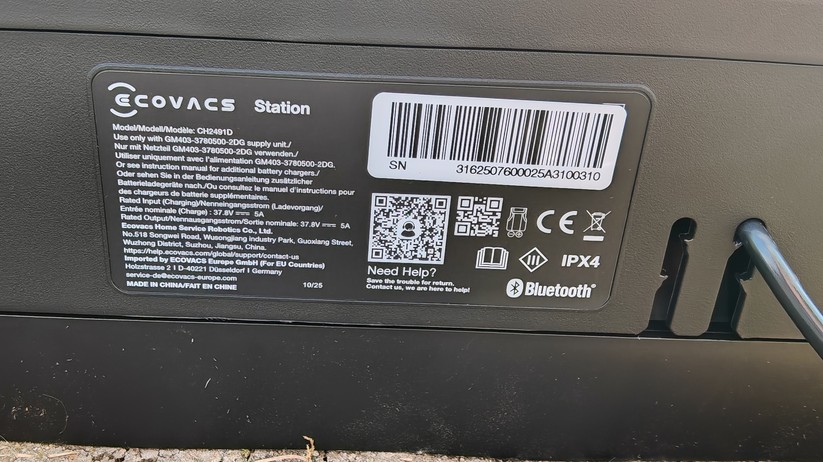 ECOVACS Station
Model/Modell/Modèle: CH2491D
Use only with GM403-3780500-2DG supply unit./
Nur mit Netzteil GM403-3780500-2DG verwenden./
Utiliser uniquement avec l'alimentation GM403-3780500-2DG.
Or see instruction manual for additional battery chargers./
Oder sehen Sie in der Bedienungsanleitung zusätzlicher
Batterieladegeräte nach./Ou consultez le manuel d'instructions pour
des chargeurs de batterie supplémentaires.
Rated Input (Charging)/Nenneingangsstrom (Ladevorgang)/
Entrée nominale (Charge) : 37.8V ⎓ 5A
Rated Output/Nennausgangsstrom/Sortie nominale: 37.8V ⎓ 5A
Ecovacs Home Service Robotics Co., Ltd.
No.518 Songwei Road, Wusongjiang Industry Park, Guoxiang Street,
Wuzhong District, Suzhou, Jiangsu, China.
https://help.ecovacs.com/global/support/contact-us
Imported by ECOVACS Europe GmbH (For EU Countries)
Holzstrasse 2 I D-40221 Düsseldorf I Germany
service-de@ecovacs-europe.com
MADE IN CHINA/FAIT EN CHINE 10/25
SN 3162507600025A3100310
Need Help?
Save the trouble for return.
Contact us, we are here to help!
CE
III
IPX4
Bluetooth®